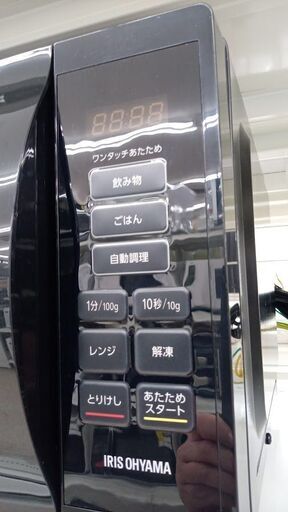 88:88
ワンタッチあたため
飲み物
ごはん
自動調理
1分/100g
10秒/10g
レンジ
解凍
とりけし
あたため
スタート
IRIS OHYAMA